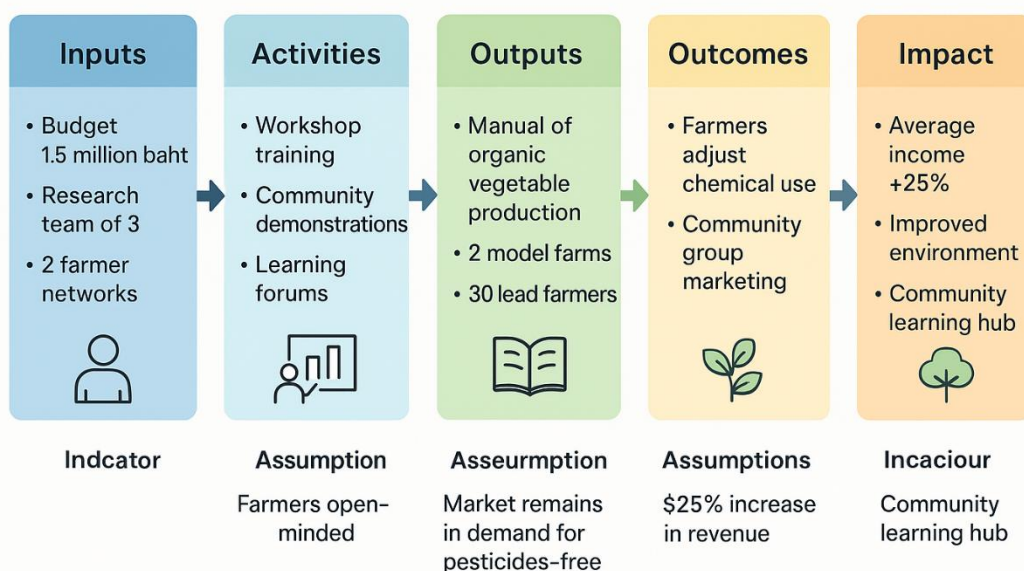 Inputs
• Budget
1.5 million baht
• Research
team of 3
• 2 farmer
networks
Activities
• Workshop
training
• Community
demonstrations
• Learning
forums
Outputs
• Manual of
organic
vegetable
production
• 2 model farms
• 30 lead farmers
Outcomes
• Farmers
adjust
chemical use
• Community
group
marketing
Impact
• Average
income
+25%
• Improved
environment
• Community
learning hub
Indcator
Assumption
Farmers open-
minded
Asseurmption
Market remains
in demand for
pesticides-free
Assumptions
$25% increase
in revenue
Incaciour
Community
learning hub